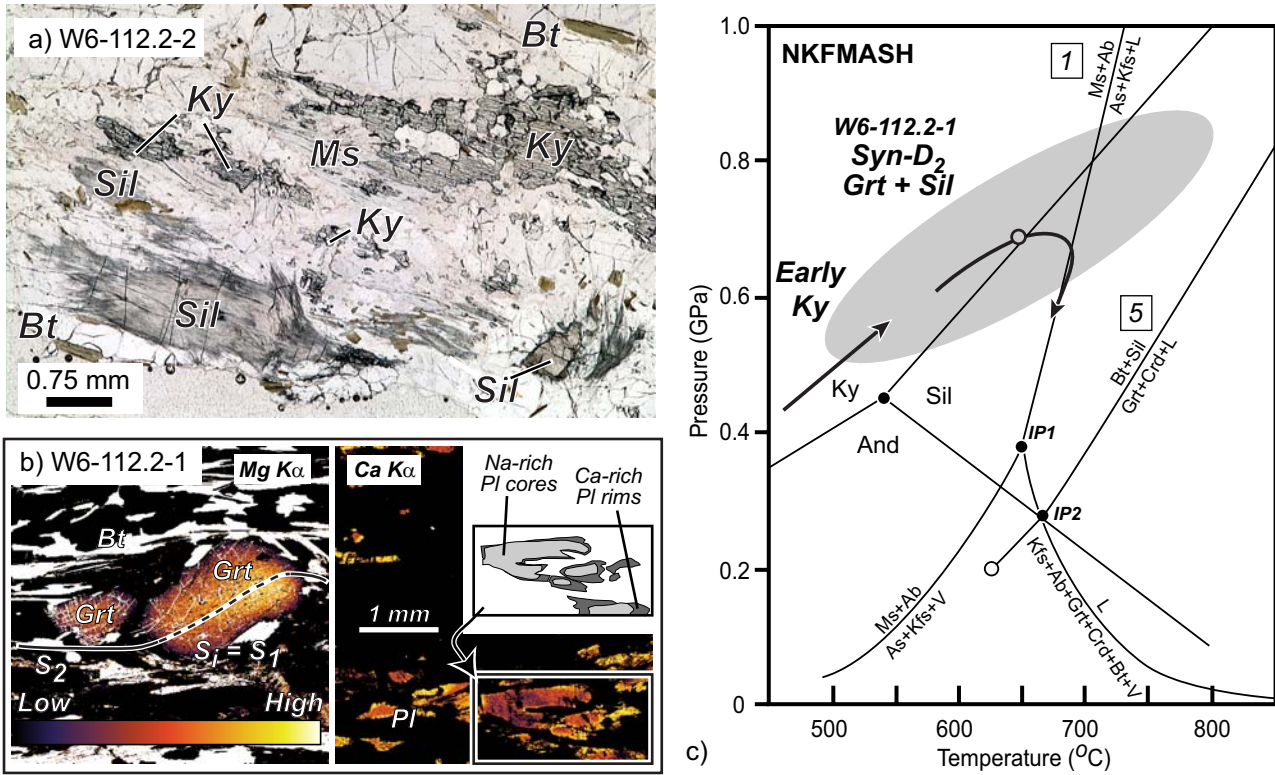 a) W6-112.2-2
Bt
Ky
Ms
Ky
Sil
Ky
Sil
Bt
Sil
0.75 mm
b) W6-112.2-1
Mg Kα
Ca Kα
Na-rich
Pl cores
Ca-rich
Pl rims
Bt
Grt
Grt
1 mm
S2
Si = S1
Low
High
Pl
c)
NKFMASH
1
Ms+Ab
As+Kfs+L
W6-112.2-1
Syn-D2
Grt + Sil
Early
Ky
5
Bt+Sil
Grt+Crd+L
Ky
Sil
And
IP1
IP2
Ms+Ab
As+Kfs+V
L
Kfs+Ab+Grt+Crd+Bt+V
Pressure (GPa)
1.0
0.8
0.6
0.4
0.2
0
500
600
700
800
Temperature (ºC)